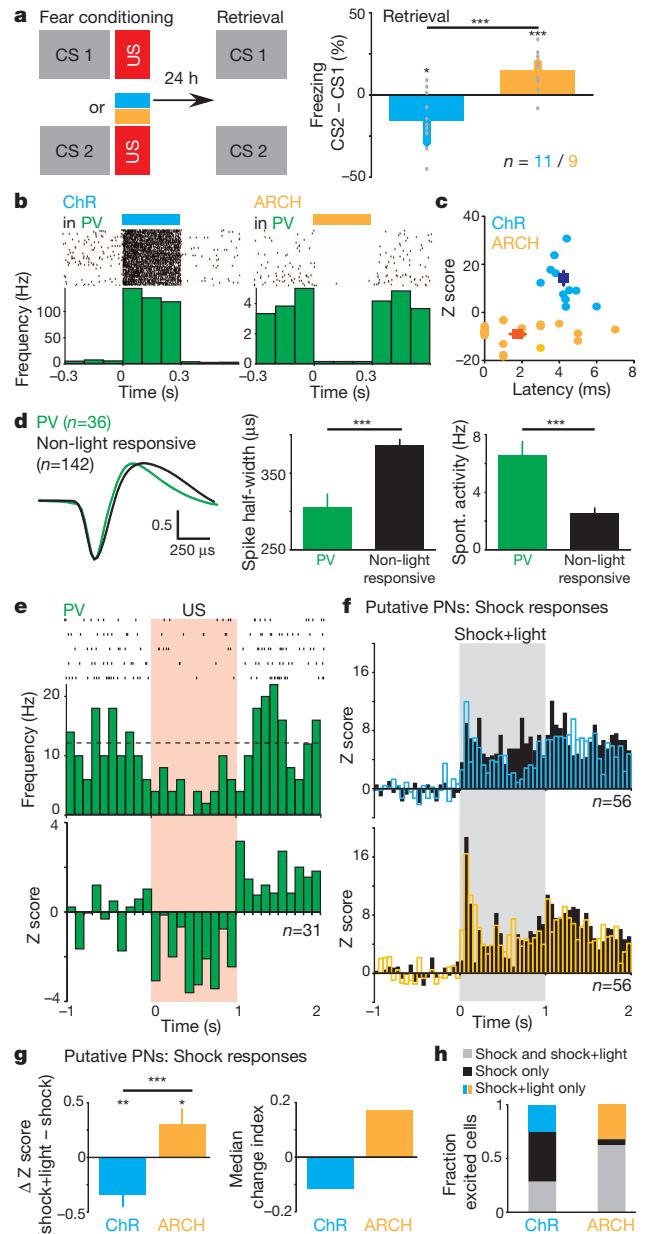 a Fear conditioning Retrieval
CS 1 US CS 1
or 24 h
CS 2 US CS 2
Retrieval
***
***
*
Freezing
CS2 – CS1 (%)
50
0
–50
n = 11 / 9
b ChR ARCH
in PV in PV
Frequency (Hz)
100
50
0
4
2
0
–0.3 0 0.3 –0.3 0 0.3
Time (s) Time (s)
c
ChR
ARCH
Z score
40
20
0
–20
0 2 4 6 8
Latency (ms)
d
PV (n=36)
Non-light responsive
(n=142)
0.5
250 µs
Spike half-width (µs)
350
250
***
PV Non-light
responsive
Spont. activity (Hz)
8
4
0
***
PV Non-light
responsive
e PV US
Frequency (Hz)
20
10
0
Z score
4
0
–4
n=31
–1 0 1 2
Time (s)
f Putative PNs: Shock responses
Shock+light
Z score
20
12
4
0
n=56
Z score
16
8
0
n=56
–1 0 1 2
Time (s)
g Putative PNs: Shock responses
Δ Z score
(shock+light – shock)
0.5
0
–0.5
***
** *
ChR ARCH
Median
change index
0.2
0
–0.2
ChR ARCH
h
Shock and shock+light
Shock only
Shock+light only
Fraction
excited cells
1
0.5
0
ChR ARCH